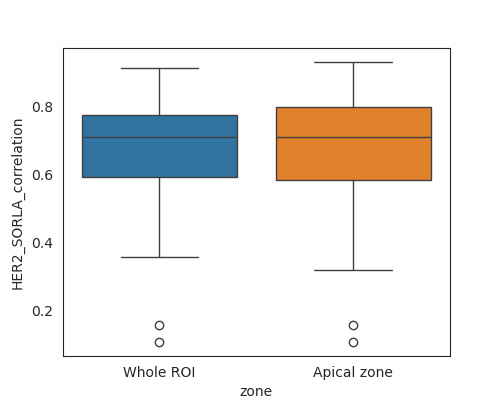 HER2_SORLA_correlation
0.8
0.6
0.4
0.2
Whole ROI
Apical zone
zone